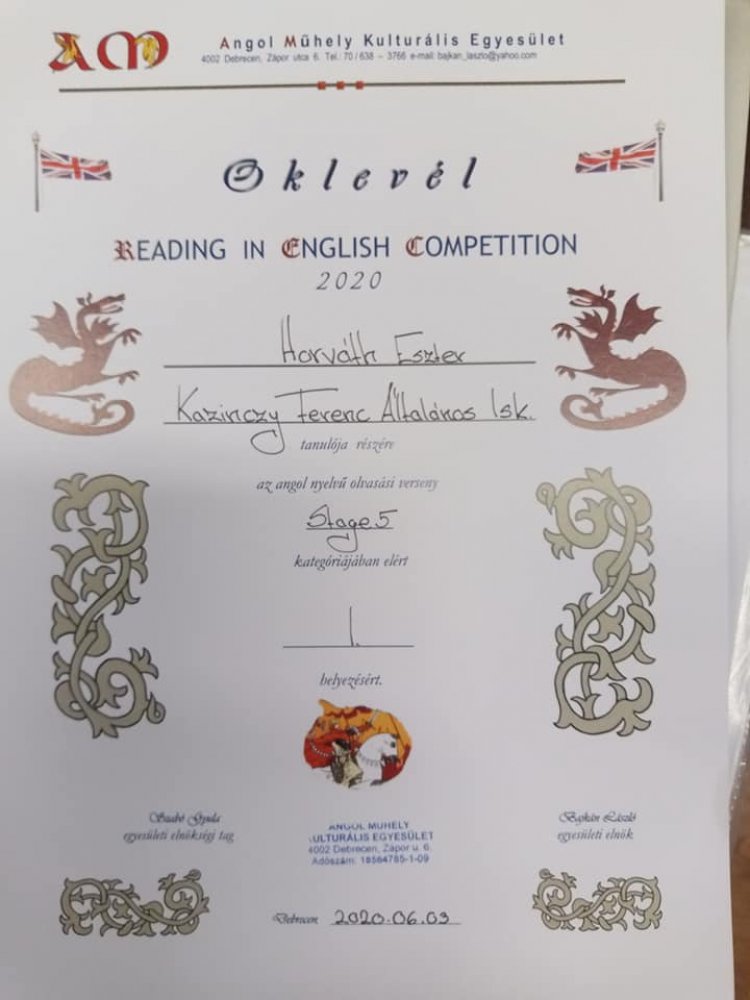 AM
Angol Műhely Kulturális Egyesület
4002 Debrecen, Zápor utca 6. Tel.: 70/638 – 3766 e-mail: bajkan_laszlo@yahoo.com
Oklevél
READING IN ENGLISH COMPETITION
2020
Horváth Eszter
Kazinczy Ferenc Általános Isk.
tanulója részére
az angol nyelvű olvasási verseny
Stage 5
kategóriájában elért
1.
helyezésért.
Szabó Gyula
egyesületi elnökségi tag
ANGOL MŰHELY
KULTURÁLIS EGYESÜLET
4002 Debrecen, Zápor u. 6.
Adószám: 18564785-1-09
Bajkán László
egyesületi elnök
Debrecen, 2020.06.03